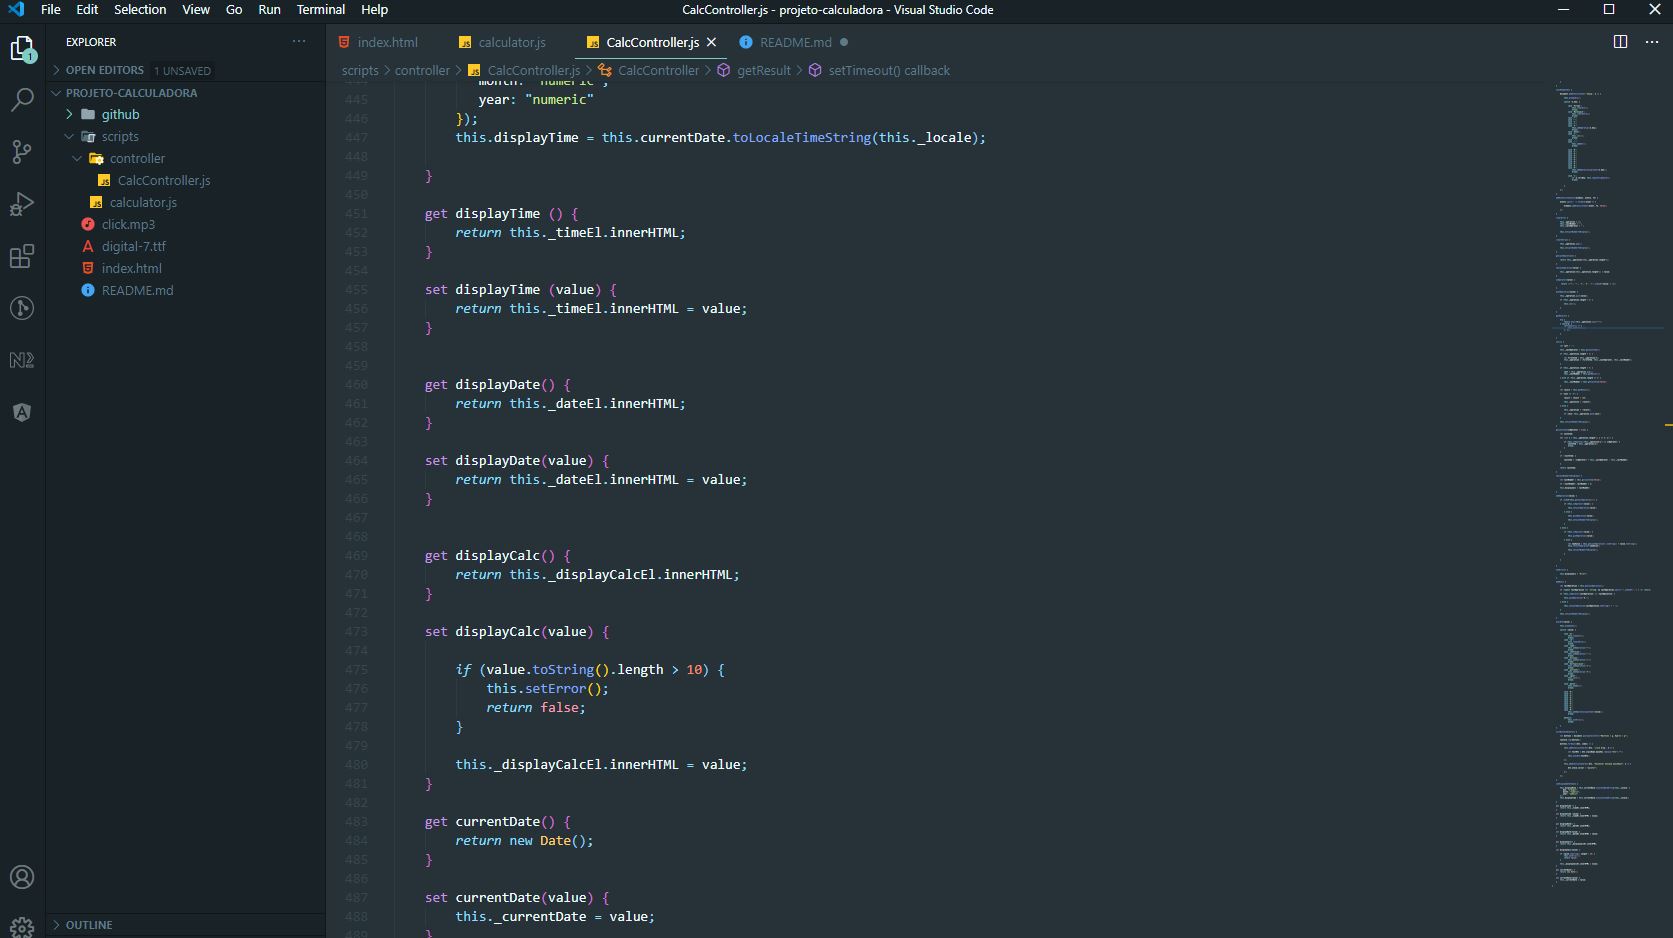 File Edit Selection View Go Run Terminal Help
CalcController.js - projeto-calculadora - Visual Studio Code
EXPLORER
OPEN EDITORS 1 UNSAVED
PROJETO-CALCULADORA
github
scripts
controller
CalcController.js
calculator.js
click.mp3
digital-7.ttf
index.html
README.md
OUTLINE
1
index.html
calculator.js
CalcController.js
README.md
scripts > controller > CalcController.js > CalcController > getResult > setTimeout() callback
444 month: "numeric",
445 year: "numeric"
446 });
447 this.displayTime = this.currentDate.toLocaleTimeString(this._locale);
448
449 }
450
451 get displayTime () {
452 return this._timeEl.innerHTML;
453 }
454
455 set displayTime (value) {
456 return this._timeEl.innerHTML = value;
457 }
458
459
460 get displayDate() {
461 return this._dateEl.innerHTML;
462 }
463
464 set displayDate(value) {
465 return this._dateEl.innerHTML = value;
466 }
467
468
469 get displayCalc() {
470 return this._displayCalcEl.innerHTML;
471 }
472
473 set displayCalc(value) {
474
475 if (value.toString().length > 10) {
476 this.setError();
477 return false;
478 }
479
480 this._displayCalcEl.innerHTML = value;
481 }
482
483 get currentDate() {
484 return new Date();
485 }
486
487 set currentDate(value) {
488 this._currentDate = value;
489 }